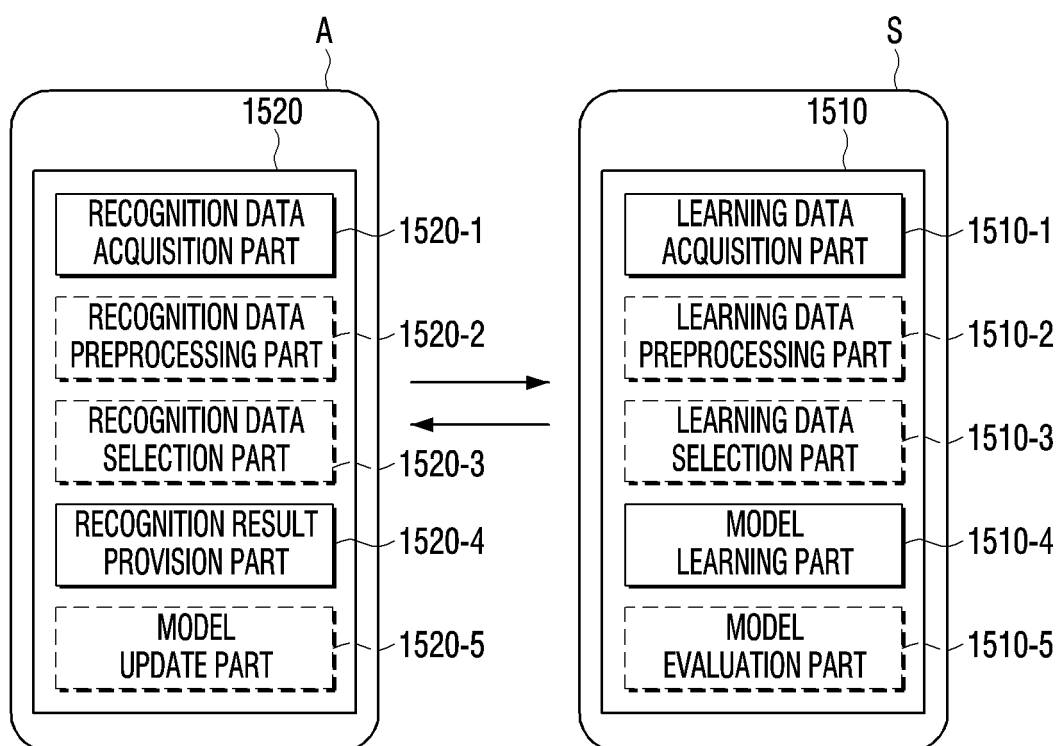 A
1520
RECOGNITION DATA
ACQUISITION PART
1520-1
RECOGNITION DATA
PREPROCESSING PART
1520-2
RECOGNITION DATA
SELECTION PART
1520-3
RECOGNITION RESULT
PROVISION PART
1520-4
MODEL
UPDATE PART
1520-5
S
1510
LEARNING DATA
ACQUISITION PART
1510-1
LEARNING DATA
PREPROCESSING PART
1510-2
LEARNING DATA
SELECTION PART
1510-3
MODEL
LEARNING PART
1510-4
MODEL
EVALUATION PART
1510-5